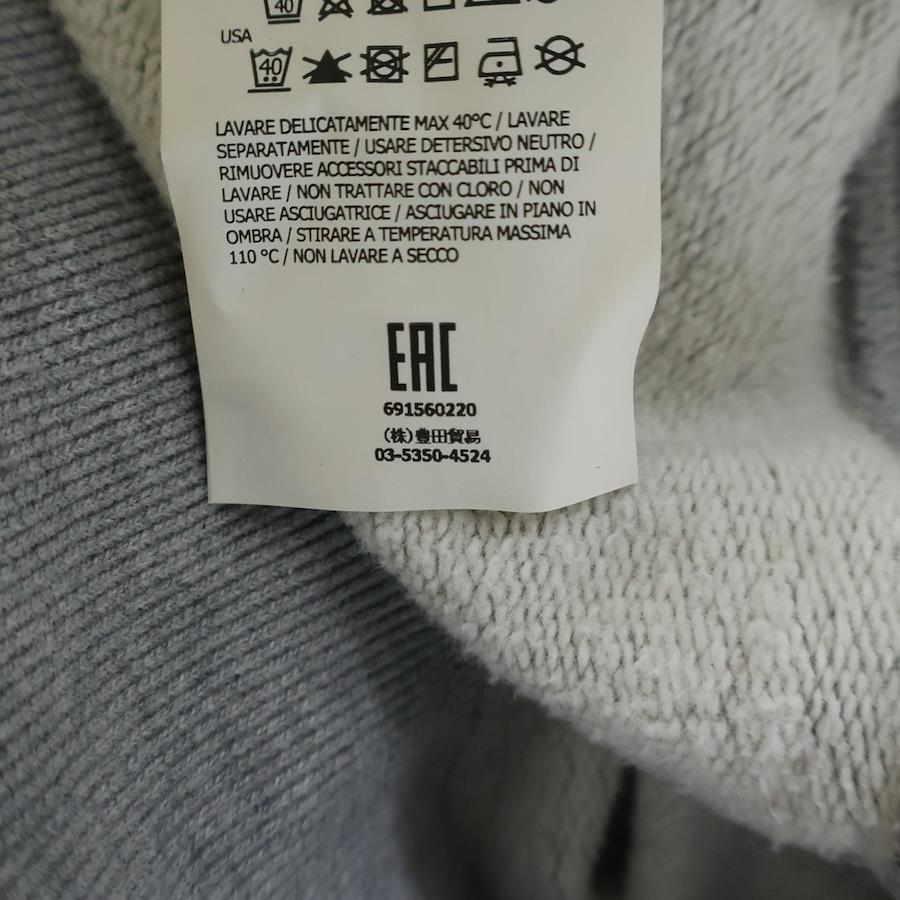 40
USA
40
LAVARE DELICATAMENTE MAX 40°C / LAVARE
SEPARATAMENTE / USARE DETERSIVO NEUTRO /
RIMUOVERE ACCESSORI STACCABILI PRIMA DI
LAVARE / NON TRATTARE CON CLORO / NON
USARE ASCIUGATRICE / ASCIUGARE IN PIANO IN
OMBRA / STIRARE A TEMPERATURA MASSIMA
110 °C / NON LAVARE A SECCO
EAC
691560220
(株)豊田貿易
03-5350-4524